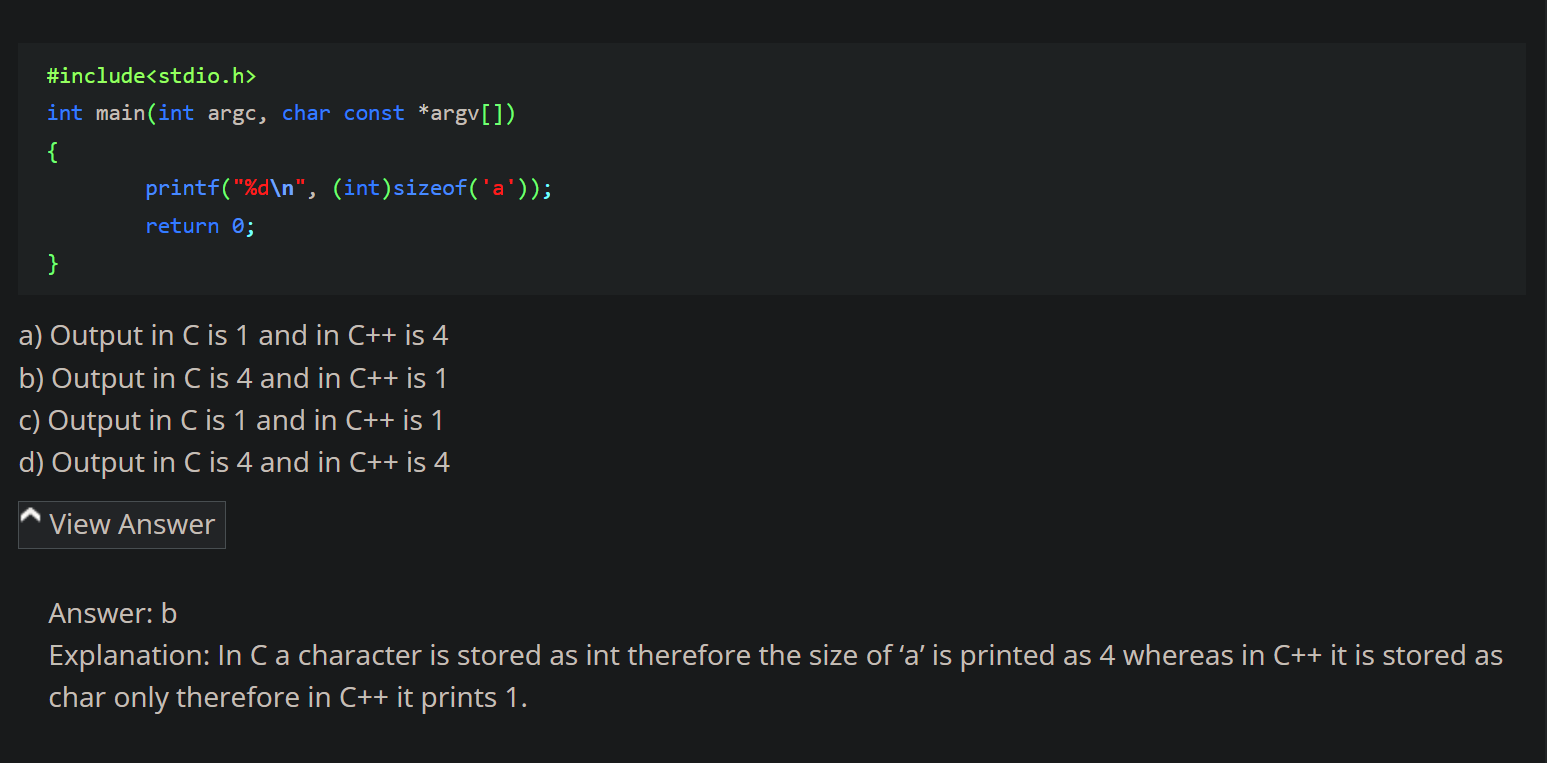 #include<stdio.h>
int main(int argc, char const *argv[])
{
printf("%d\n", (int)sizeof('a'));
return 0;
}
a) Output in C is 1 and in C++ is 4
b) Output in C is 4 and in C++ is 1
c) Output in C is 1 and in C++ is 1
d) Output in C is 4 and in C++ is 4
View Answer
Answer: b
Explanation: In C a character is stored as int therefore the size of ‘a’ is printed as 4 whereas in C++ it is stored as
char only therefore in C++ it prints 1.